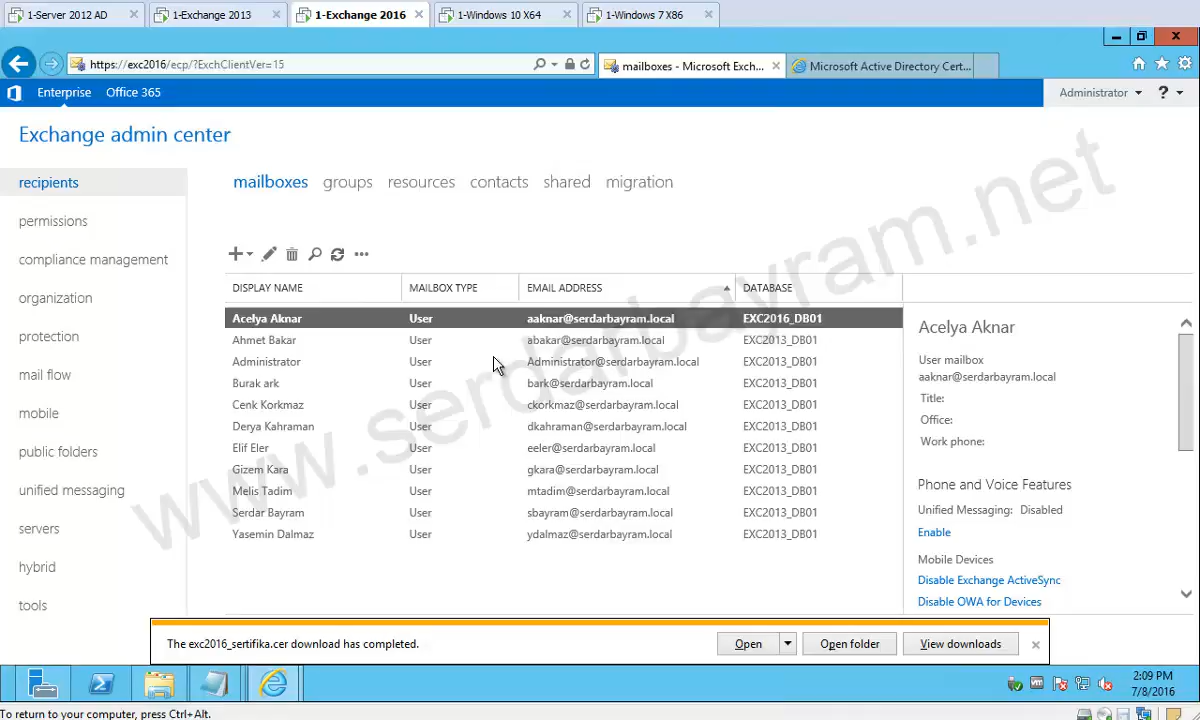 1-Server 2012 AD
1-Exchange 2013
1-Exchange 2016
1-Windows 10 X64
1-Windows 7 X86
https://exc2016/ecp/?ExchClientVer=15
mailboxes - Microsoft Exch...
Microsoft Active Directory Cert...
Enterprise Office 365
Administrator ?
Exchange admin center
recipients
permissions
compliance management
organization
protection
mail flow
mobile
public folders
unified messaging
servers
hybrid
tools
mailboxes groups resources contacts shared migration
DISPLAY NAME MAILBOX TYPE EMAIL ADDRESS DATABASE
Acelya Aknar User aaknar@serdarbayram.local EXC2016_DB01
Ahmet Bakar User abakar@serdarbayram.local EXC2013_DB01
Administrator User Administrator@serdarbayram.local EXC2013_DB01
Burak ark User bark@serdarbayram.local EXC2013_DB01
Cenk Korkmaz User ckorkmaz@serdarbayram.local EXC2013_DB01
Derya Kahraman User dkahraman@serdarbayram.local EXC2013_DB01
Elif Eler User eeler@serdarbayram.local EXC2013_DB01
Gizem Kara User gkara@serdarbayram.local EXC2013_DB01
Melis Tadim User mtadim@serdarbayram.local EXC2013_DB01
Serdar Bayram User sbayram@serdarbayram.local EXC2013_DB01
Yasemin Dalmaz User ydalmaz@serdarbayram.local EXC2013_DB01
Acelya Aknar
User mailbox
aaknar@serdarbayram.local
Title:
Office:
Work phone:
Phone and Voice Features
Unified Messaging: Disabled
Enable
Mobile Devices
Disable Exchange ActiveSync
Disable OWA for Devices
www.serdarbayram.net
The exc2016_sertifika.cer download has completed.
Open
Open folder
View downloads
2:09 PM
7/8/2016
To return to your computer, press Ctrl+Alt.